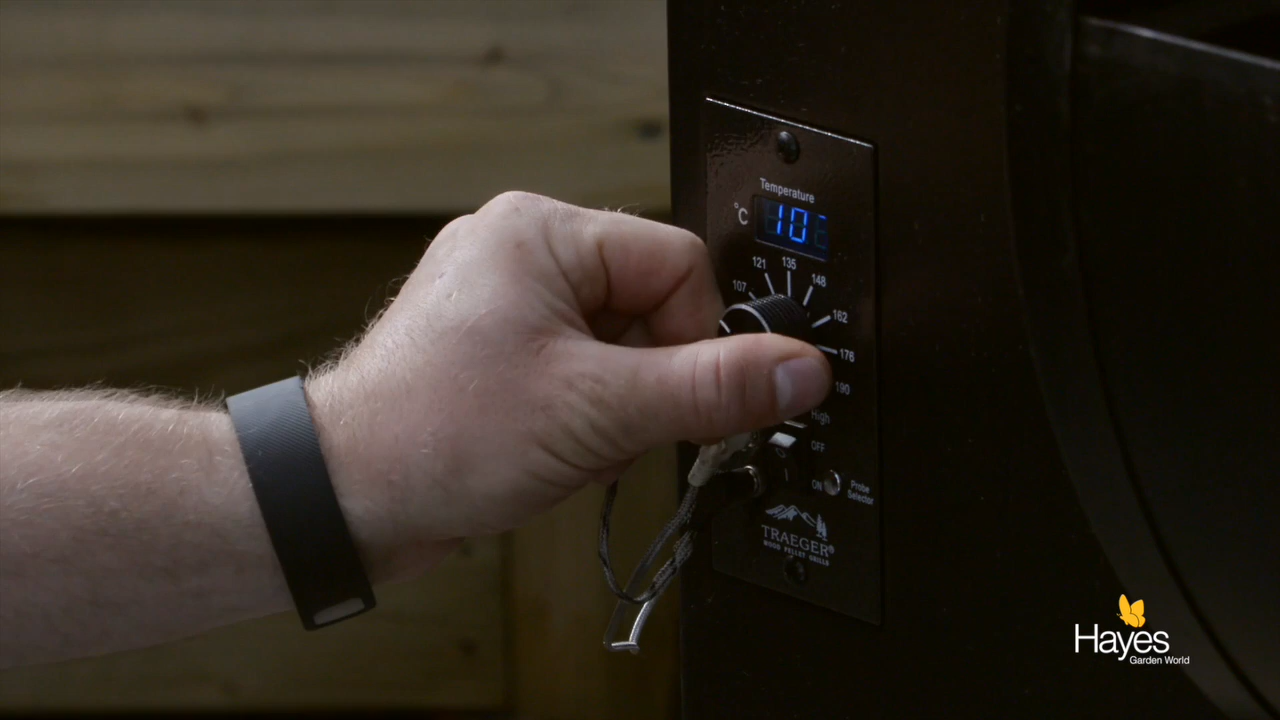 Temperature
°C 10
121 135 148
107
162
176
190
High
OFF
ON Probe
Selector
TRAEGER®
WOOD PELLET GRILLS
Hayes
Garden World